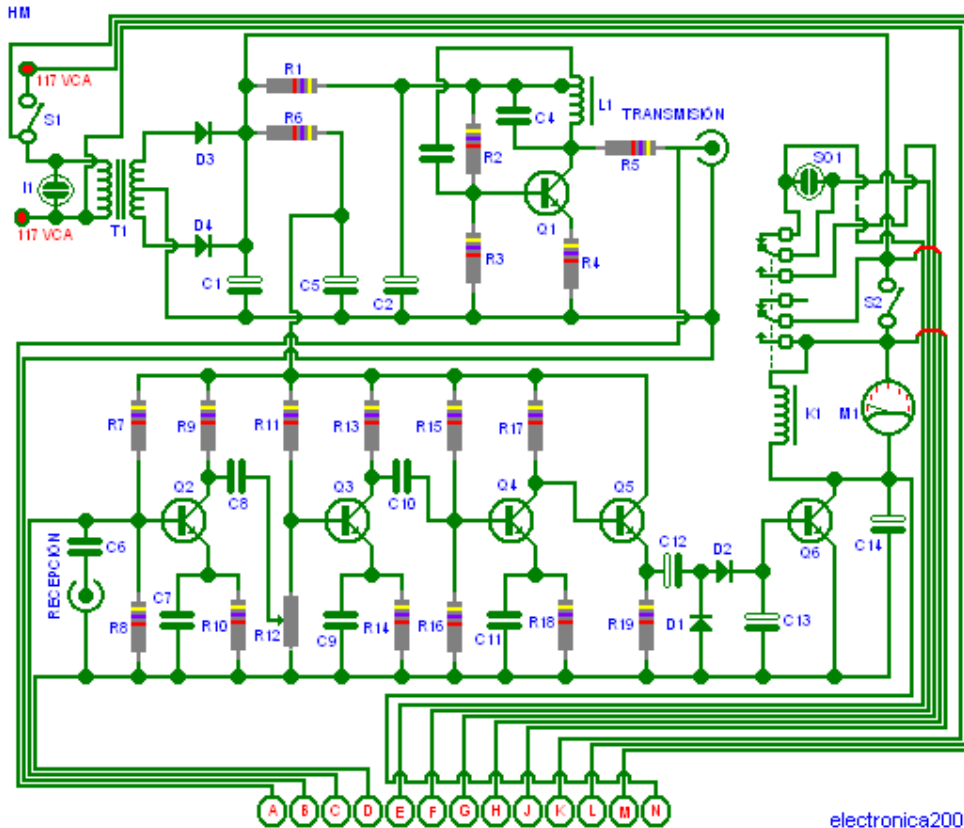 HM
117 VCA
S1
I1
117 VCA
T1
D3
D4
R1
R6
C1
C5
C2
R2
R3
C4
L1
Q1
R4
R5
TRANSMISIÓN
SO1
S2
K1
M1
R7
R9
R11
R13
R15
R17
Q2
C8
Q3
C10
Q4
Q5
C12
D2
Q6
C14
RECEPCIÓN
C6
R8
C7
R10
R12
C9
R14
R16
C11
R18
R19
D1
C13
A B C D E F G H J K L M N
electronica200